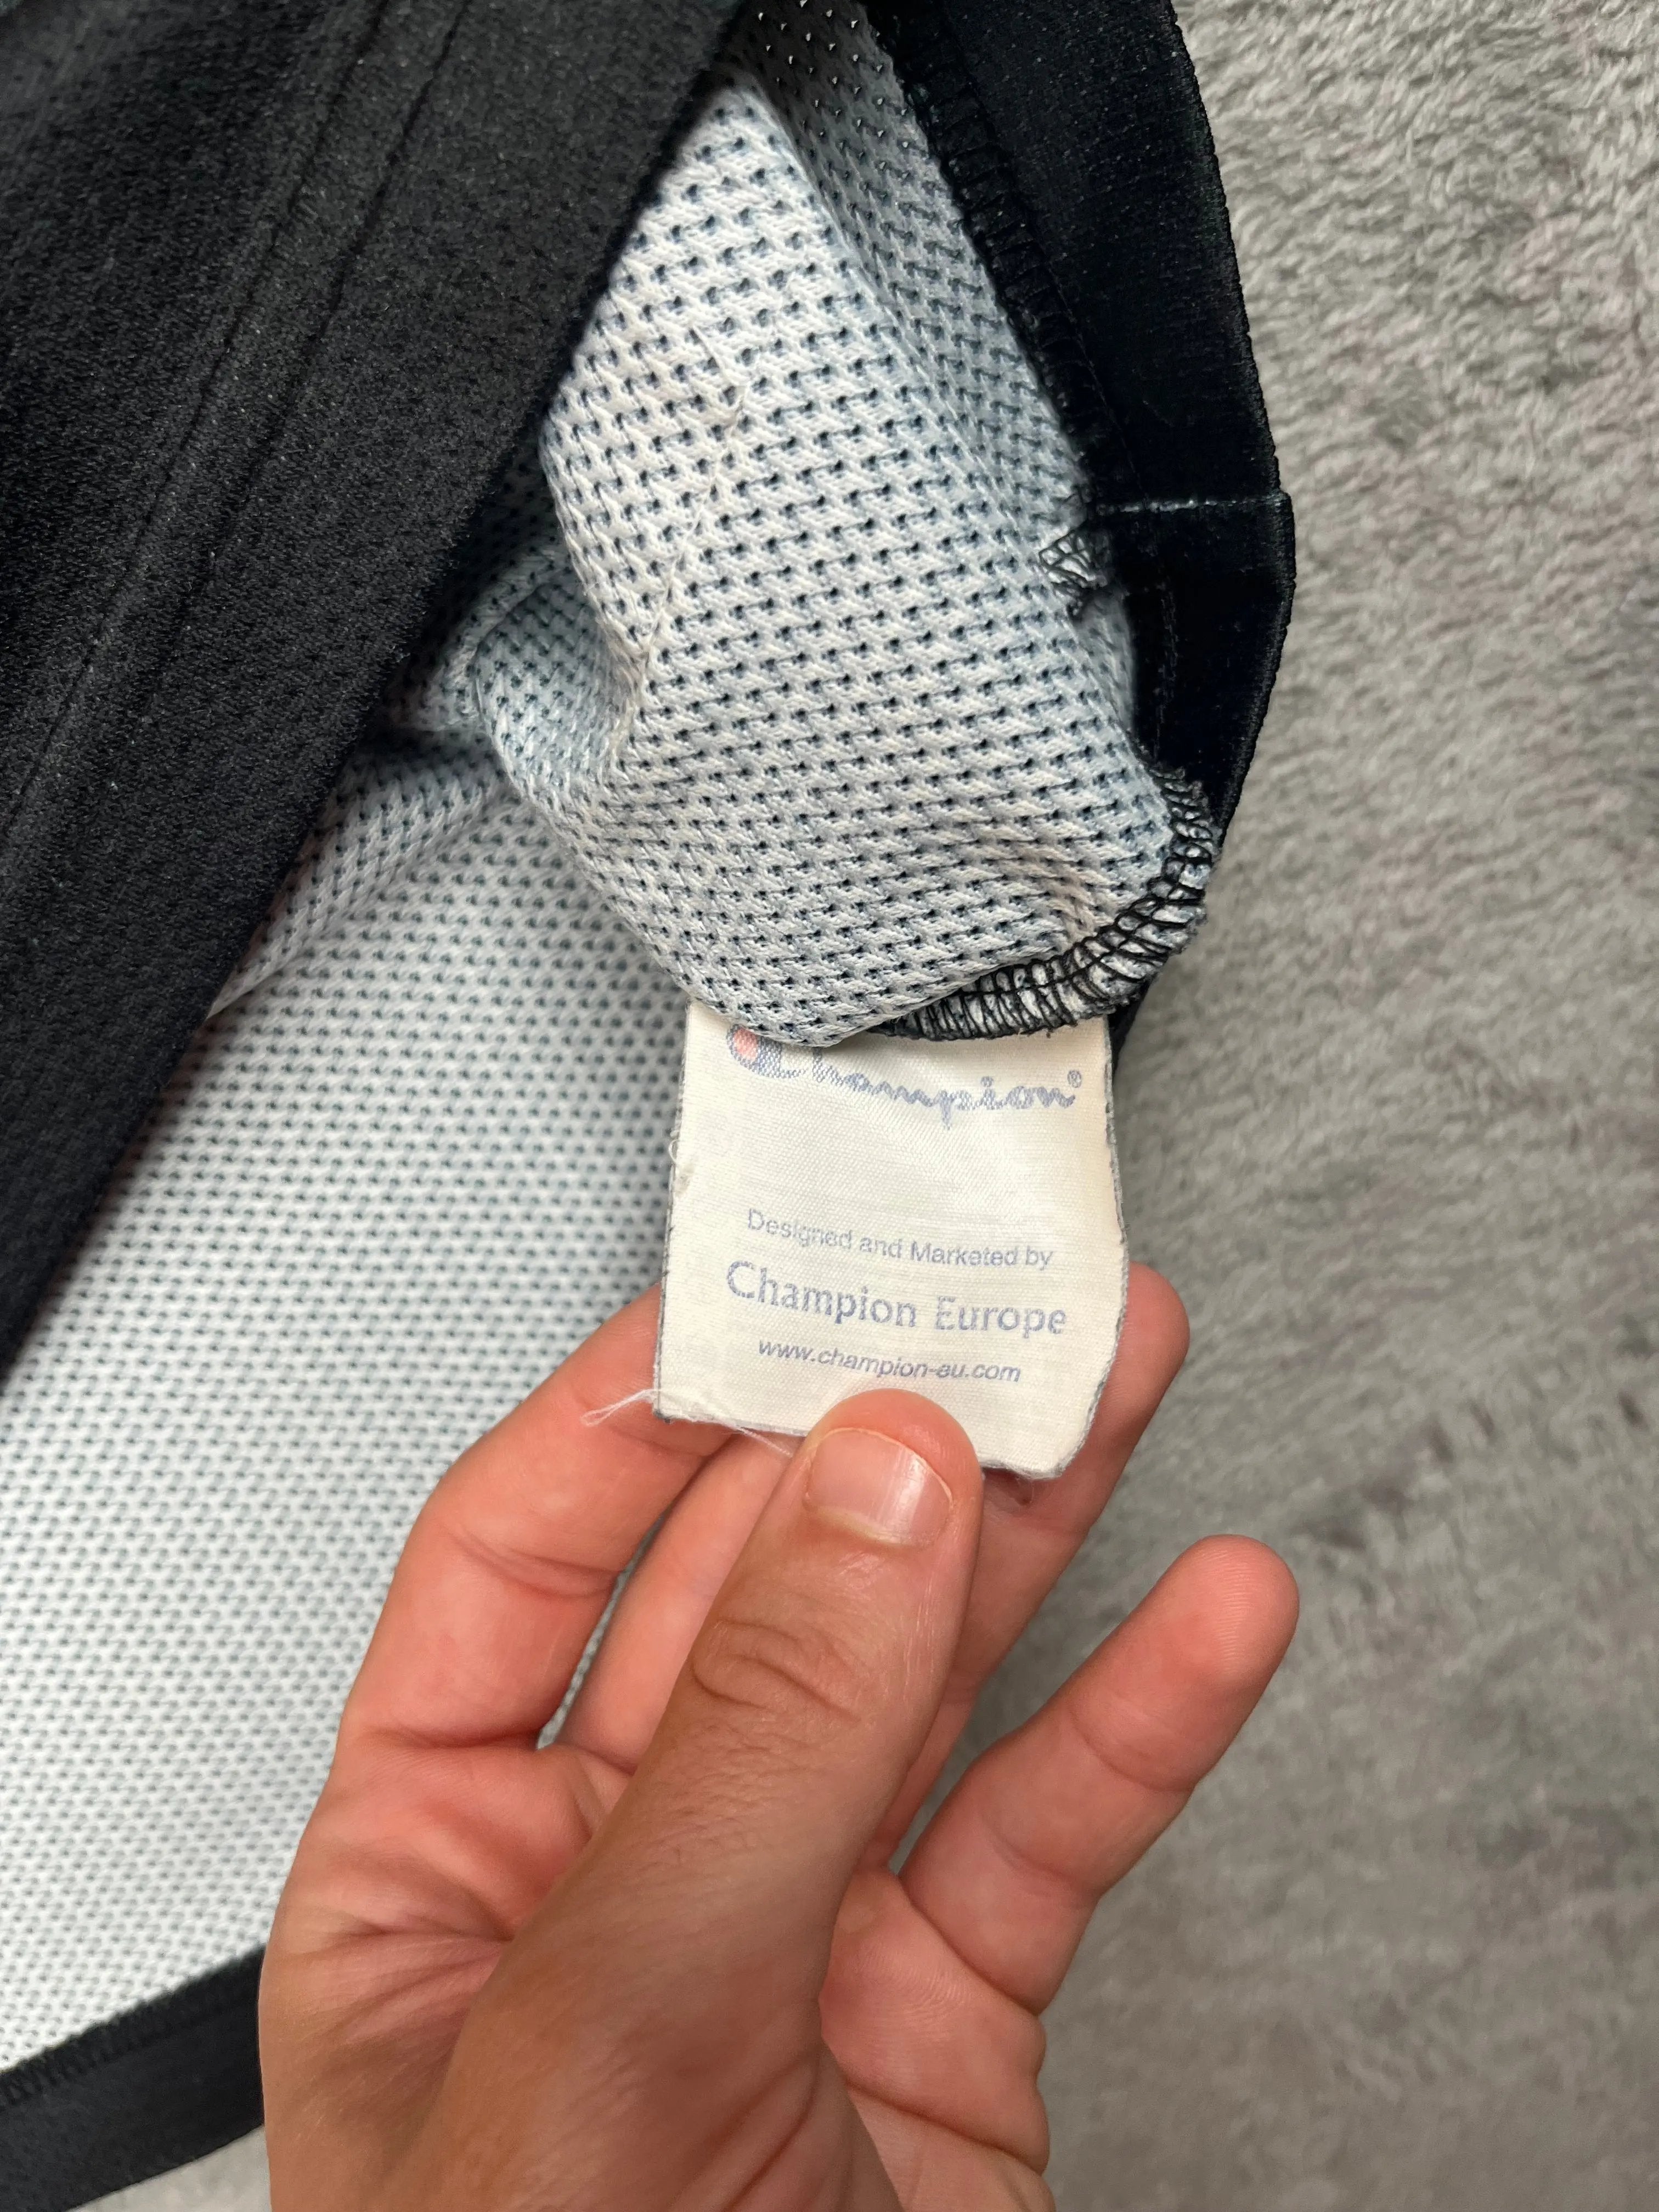 Champion®
Designed and Marketed by
Champion Europe
www.champion-eu.com